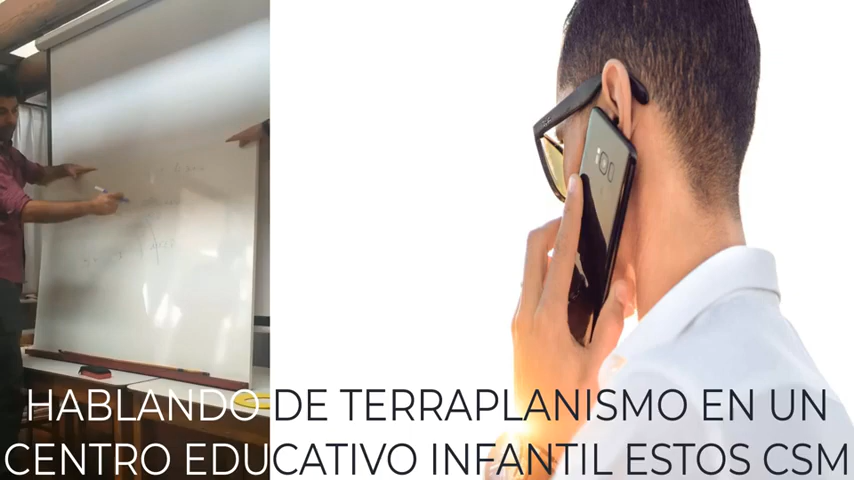 HABLANDO DE TERRAPLANISMO EN UN
CENTRO EDUCATIVO INFANTIL ESTOS CSM